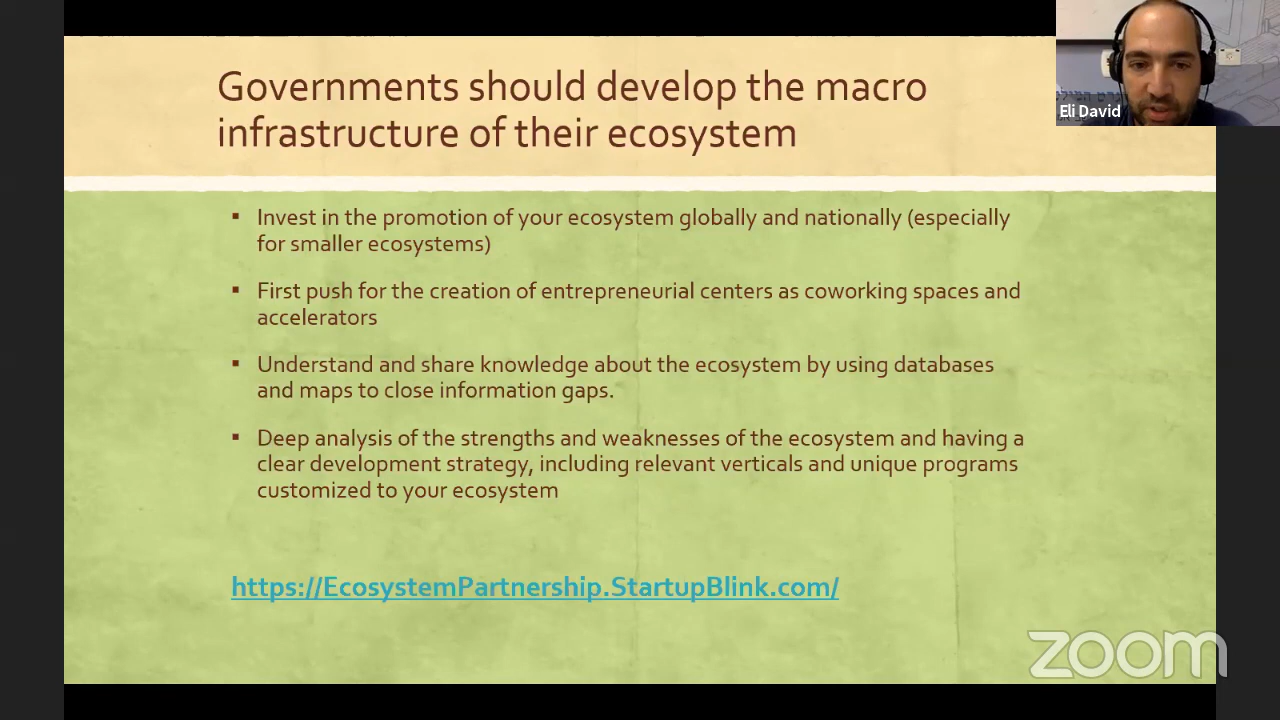 Governments should develop the macro
infrastructure of their ecosystem
Eli David
▪ Invest in the promotion of your ecosystem globally and nationally (especially
for smaller ecosystems)
▪ First push for the creation of entrepreneurial centers as coworking spaces and
accelerators
▪ Understand and share knowledge about the ecosystem by using databases
and maps to close information gaps.
▪ Deep analysis of the strengths and weaknesses of the ecosystem and having a
clear development strategy, including relevant verticals and unique programs
customized to your ecosystem
https://EcosystemPartnership.StartupBlink.com/
zoom